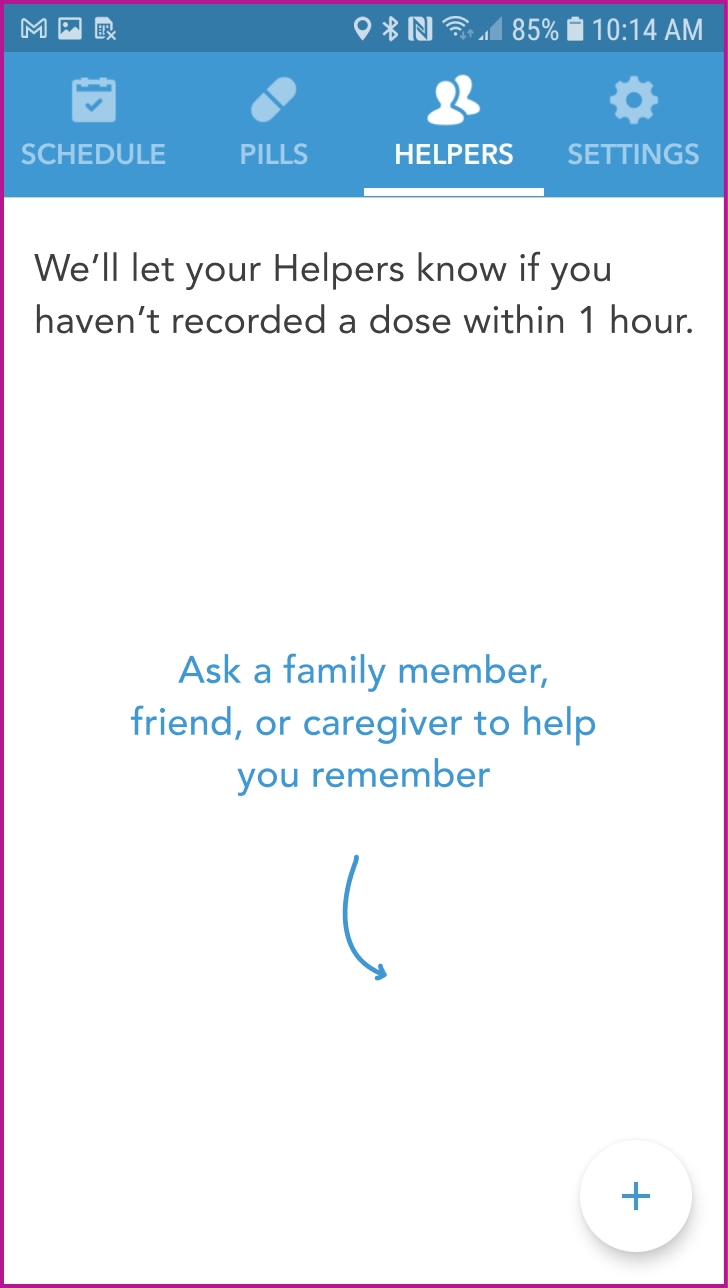 85% 10:14 AM
SCHEDULE PILLS HELPERS SETTINGS
We’ll let your Helpers know if you
haven’t recorded a dose within 1 hour.
Ask a family member,
friend, or caregiver to help
you remember
+